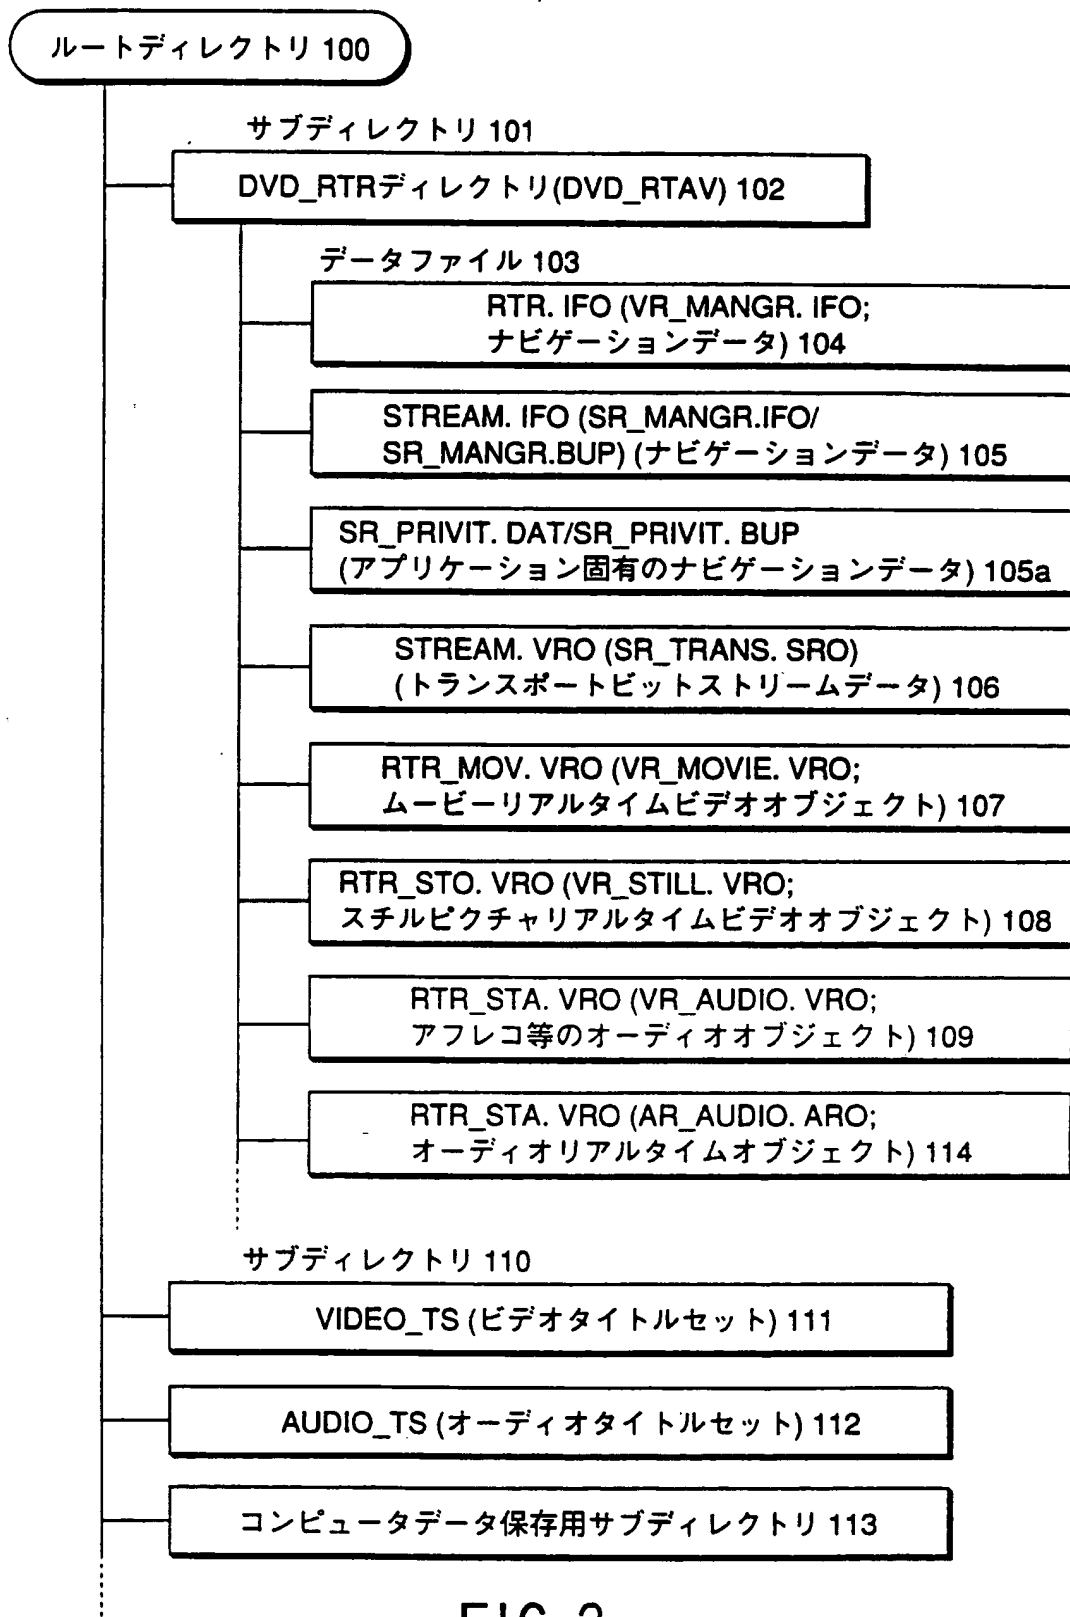 ルートディレクトリ 100
サブディレクトリ 101
DVD_RTRディレクトリ(DVD_RTAV) 102
データファイル 103
RTR. IFO (VR_MANGR. IFO;
ナビゲーションデータ) 104
STREAM. IFO (SR_MANGR.IFO/
SR_MANGR.BUP) (ナビゲーションデータ) 105
SR_PRIVIT. DAT/SR_PRIVIT. BUP
(アプリケーション固有のナビゲーションデータ) 105a
STREAM. VRO (SR_TRANS. SRO)
(トランスポートビットストリームデータ) 106
RTR_MOV. VRO (VR_MOVIE. VRO;
ムービーリアルタイムビデオオブジェクト) 107
RTR_STO. VRO (VR_STILL. VRO;
スチルピクチャリアルタイムビデオオブジェクト) 108
RTR_STA. VRO (VR_AUDIO. VRO;
アフレコ等のオーディオオブジェクト) 109
RTR_STA. VRO (AR_AUDIO. ARO;
オーディオリアルタイムオブジェクト) 114
サブディレクトリ 110
VIDEO_TS (ビデオタイトルセット) 111
AUDIO_TS (オーディオタイトルセット) 112
コンピュータデータ保存用サブディレクトリ 113